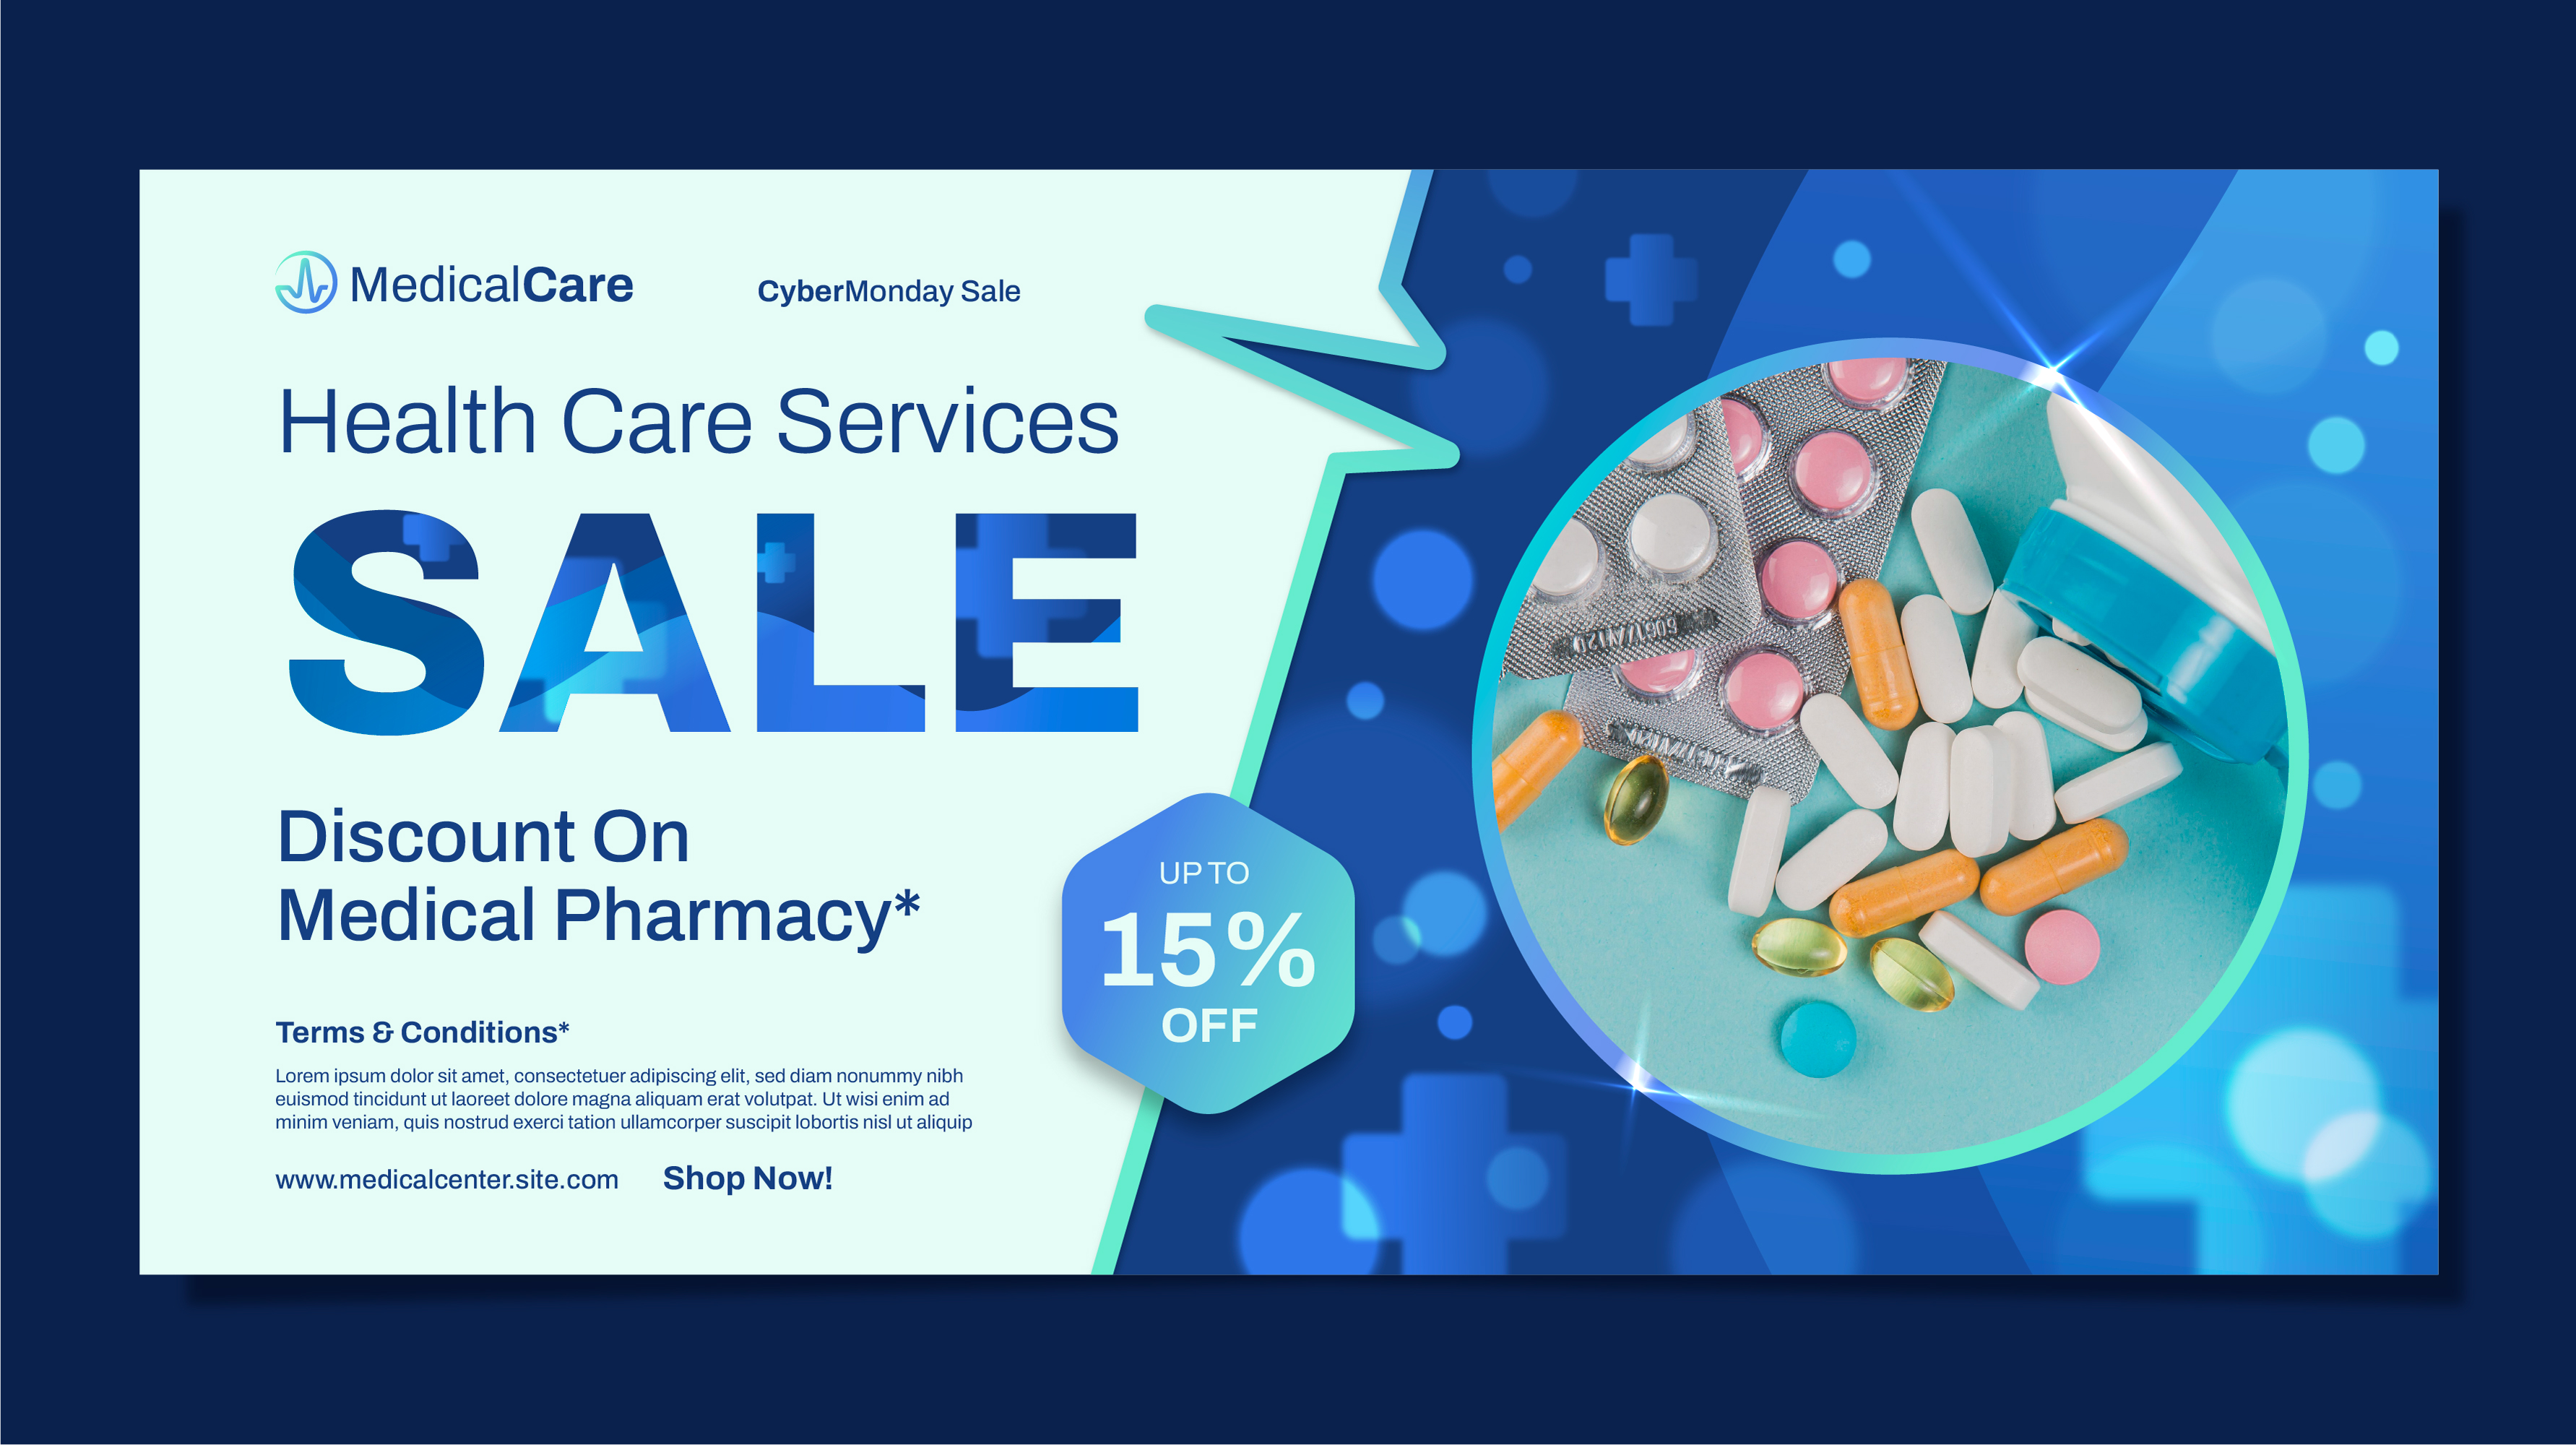 MedicalCare
CyberMonday Sale
Health Care Services
SALE
Discount On
Medical Pharmacy*
UP TO
15%
OFF
Terms & Conditions*
Lorem ipsum dolor sit amet, consectetuer adipiscing elit, sed diam nonummy nibh
euismod tincidunt ut laoreet dolore magna aliquam erat volutpat. Ut wisi enim ad
minim veniam, quis nostrud exerci tation ullamcorper suscipit lobortis nisl ut aliquip
www.medicalcenter.site.com
Shop Now!